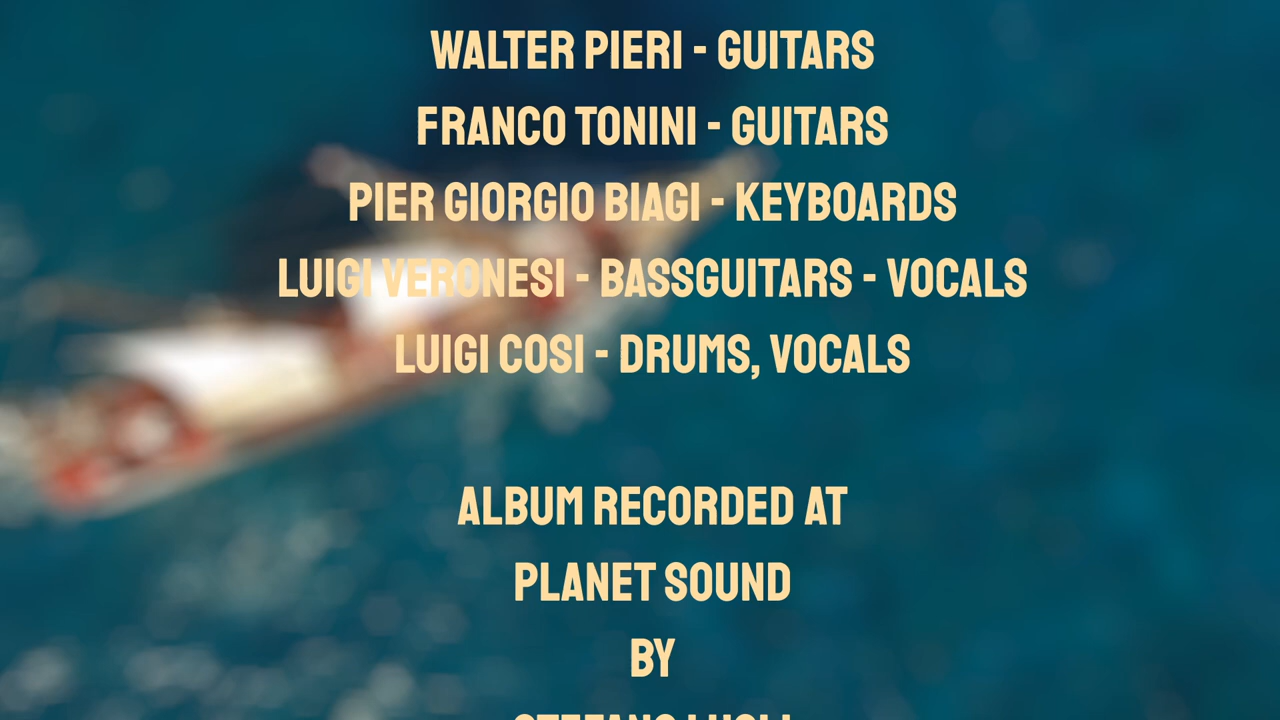 WALTER PIERI - GUITARS
FRANCO TONINI - GUITARS
PIER GIORGIO BIAGI - KEYBOARDS
LUIGI VERONESI - BASSGUITARS - VOCALS
LUIGI COSI - DRUMS, VOCALS
ALBUM RECORDED AT
PLANET SOUND
BY